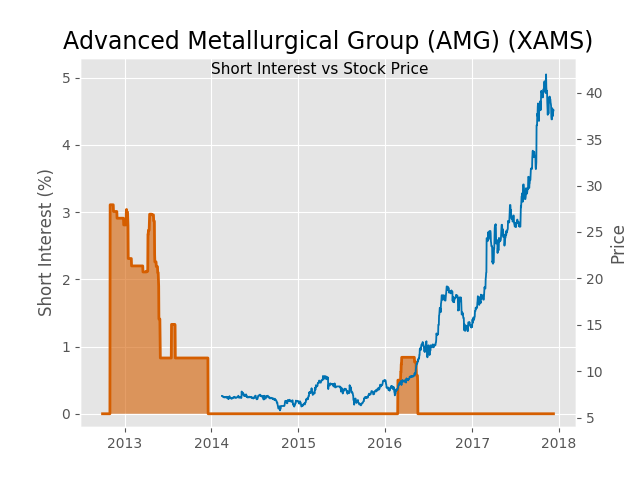 Advanced Metallurgical Group (AMG) (XAMS)
Short Interest vs Stock Price
Short Interest (%)
5
4
3
2
1
0
40
35
30
25
20
15
10
5
Price
2013 2014 2015 2016 2017 2018